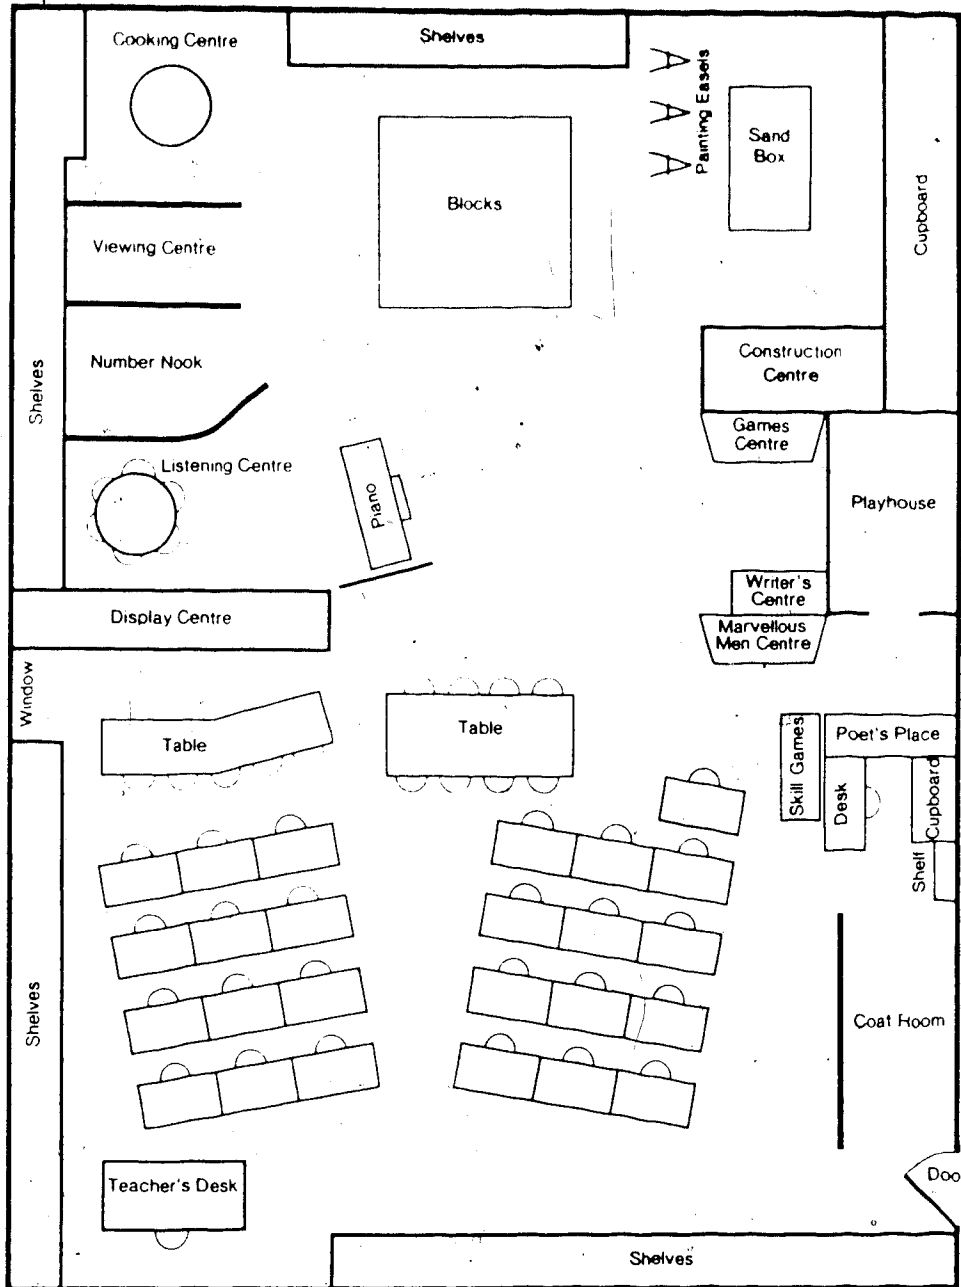 Cooking Centre
Shelves
Painting Easels
Sand
Box
Cupboard
Blocks
Viewing Centre
Number Nook
Shelves
Construction
Centre
Games
Centre
Listening Centre
Piano
Playhouse
Writer's
Centre
Display Centre
Marvellous
Men Centre
Window
Table
Table
Skill Games
Poet's Place
Desk
Cupboard
Shelf
Shelves
Coat Room
Teacher's Desk
Doo
Shelves